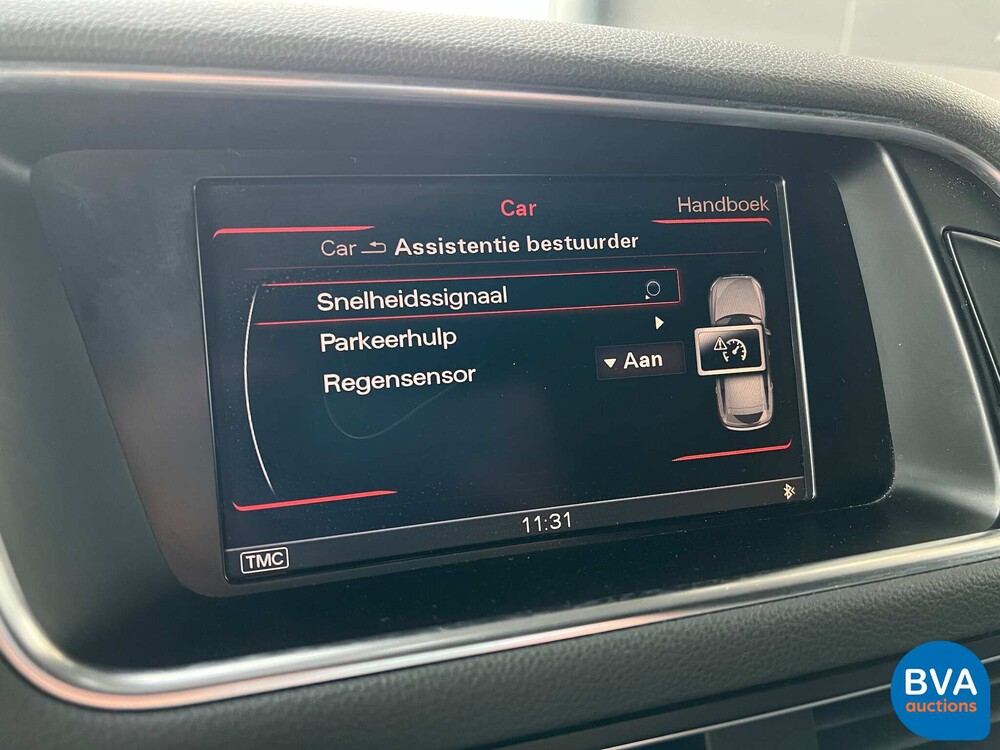 Car
Handboek
Car Assistentie bestuurder
Snelheidssignaal
Parkeerhulp
Regensensor Aan
11:31
TMC
BVA
auctions